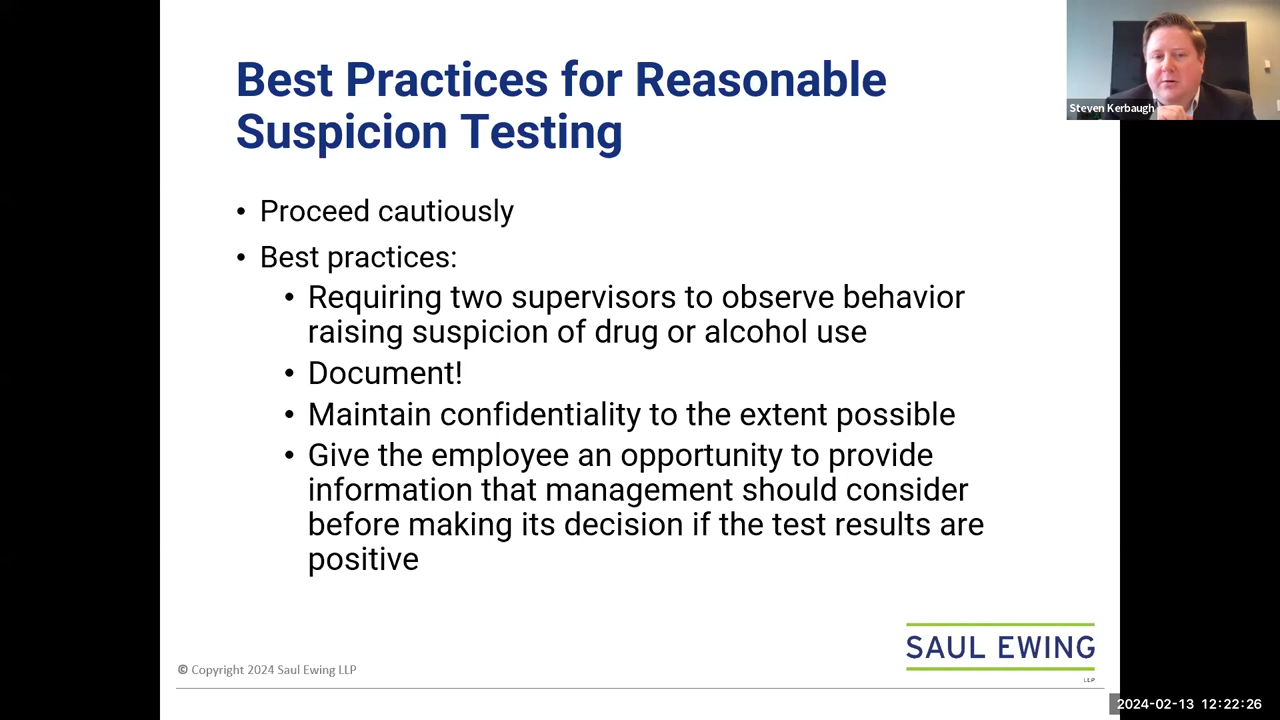 Best Practices for Reasonable
Suspicion Testing
• Proceed cautiously
• Best practices:
• Requiring two supervisors to observe behavior
raising suspicion of drug or alcohol use
• Document!
• Maintain confidentiality to the extent possible
• Give the employee an opportunity to provide
information that management should consider
before making its decision if the test results are
positive
Steven Kerbaugh
© Copyright 2024 Saul Ewing LLP
SAUL EWING
LLP
2024-02-13 12:22:26